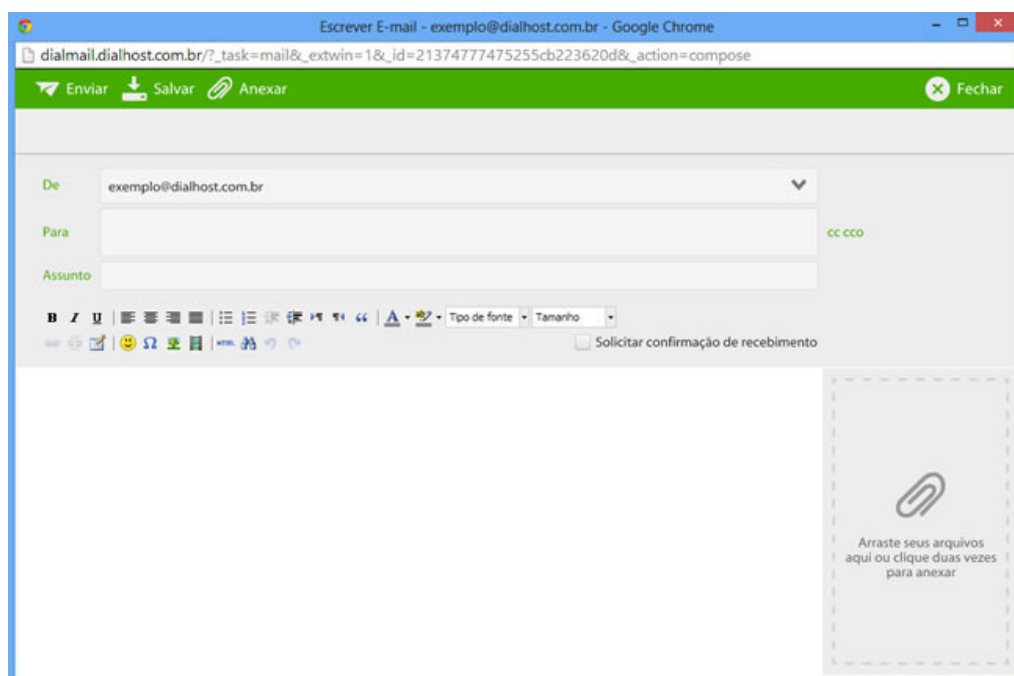 Escrever E-mail - exemplo@dialhost.com.br - Google Chrome
dialmail.dialhost.com.br/?_task=mail&_extwin=1&_id=21374777475255cb223620d&_action=compose
Enviar Salvar Anexar Fechar
De exemplo@dialhost.com.br
Para cc cco
Assunto
B I U A ab Tipo de fonte Tamanho
Ω HTML Solicitar confirmação de recebimento
Arraste seus arquivos
aqui ou clique duas vezes
para anexar